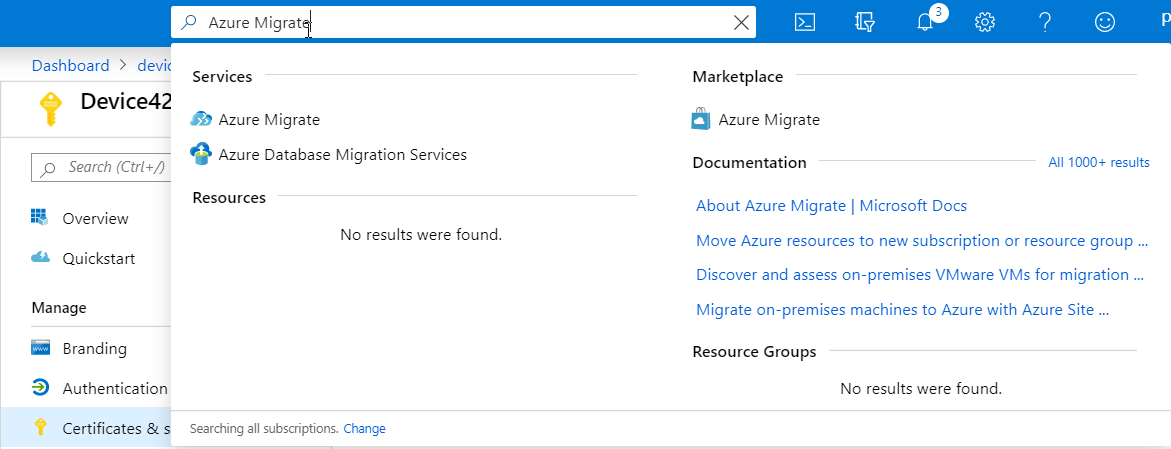 Azure Migrate
3
Dashboard > devic
Device42
Search (Ctrl+/)
Overview
Quickstart
Manage
Branding
Authentication
Certificates & s
Services
Azure Migrate
Azure Database Migration Services
Resources
No results were found.
Marketplace
Azure Migrate
Documentation
All 1000+ results
About Azure Migrate | Microsoft Docs
Move Azure resources to new subscription or resource group ...
Discover and assess on-premises VMware VMs for migration ...
Migrate on-premises machines to Azure with Azure Site ...
Resource Groups
No results were found.
Searching all subscriptions. Change